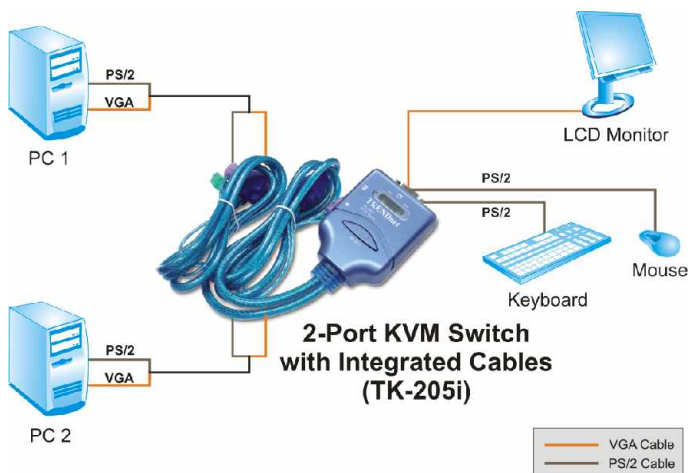 PS/2
VGA
PC 1
LCD Monitor
TRENDnet
PS/2
PS/2
Keyboard
Mouse
2-Port KVM Switch
with Integrated Cables
(TK-205i)
PS/2
VGA
PC 2
VGA Cable
PS/2 Cable